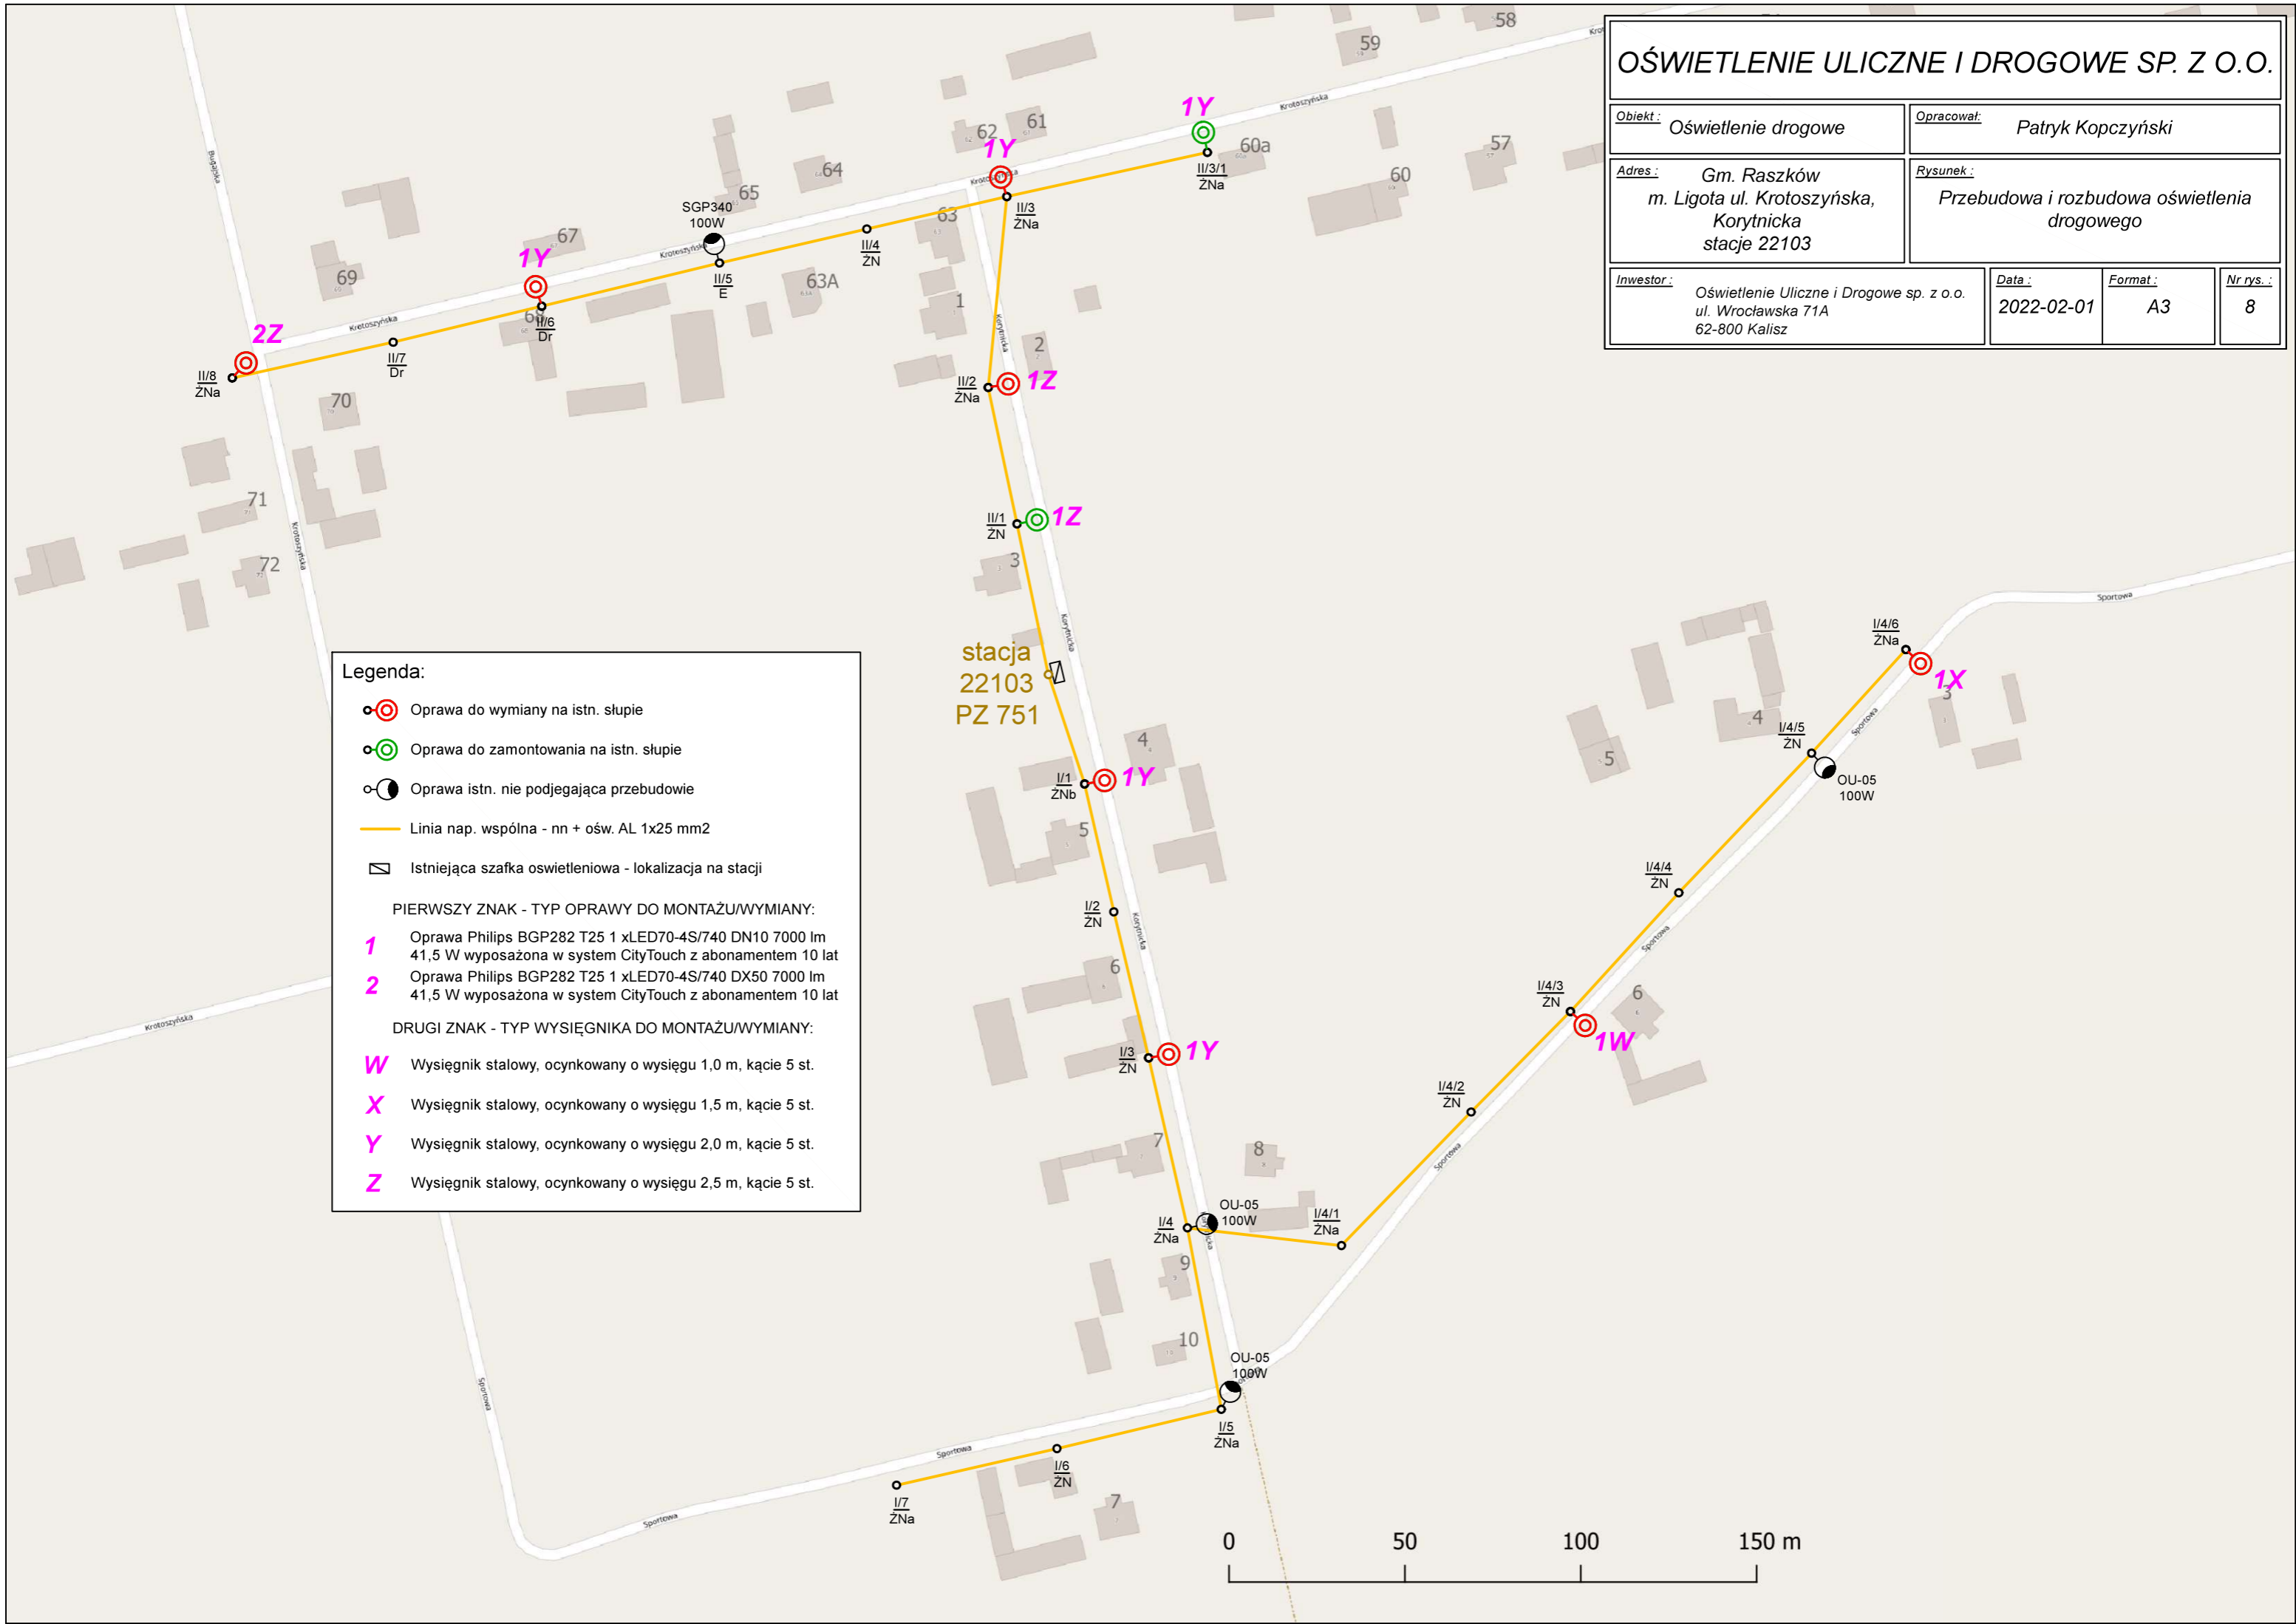 OŚWIETLENIE ULICZNE I DROGOWE SP. Z O.O.
Obiekt :
Oświetlenie drogowe
Opracował:
Patryk Kopczyński
Adres :
Gm. Raszków
m. Ligota ul. Krotoszyńska,
Korytnicka
stacje 22103
Rysunek :
Przebudowa i rozbudowa oświetlenia
drogowego
Inwestor :
Oświetlenie Uliczne i Drogowe sp. z o.o.
ul. Wrocławska 71A
62-800 Kalisz
Data :
2022-02-01
Format :
A3
Nr rys. :
8
58
59
Krotoszyńska
1Y
60a
II/3/1
ŻNa
57
60
62
61
1Y
Krotoszyńska
II/3
ŻNa
64
65
SGP340
100W
63
II/4
ŻN
Krotoszyńska
II/5
E
63A
67
1Y
68
II/6
Dr
Bugajska
69
Krotoszyńska
2Z
II/7
Dr
II/8
ŻNa
70
71
72
Krotoszyńska
1
Korytnicka
2
1Z
II/2
ŻNa
II/1
ŻN
1Z
3
Korytnicka
stacja
22103
PZ 751
4
1Y
I/1
ŻNb
5
I/2
ŻN
Korytnicka
6
I/3
ŻN
1Y
7
8
OU-05
100W
I/4
ŻNa
I/4/1
ŻNa
9
10
OU-05
100W
I/5
ŻNa
I/6
ŻN
I/7
ŻNa
7
Sportowa
Sportowa
Sportowa
Krotoszyńska
Sportowa
I/4/6
ŻNa
1X
3
Sportowa
4
I/4/5
ŻN
OU-05
100W
5
I/4/4
ŻN
Sportowa
I/4/3
ŻN
6
1W
I/4/2
ŻN
Sportowa
Legenda:
Oprawa do wymiany na istn. słupie
Oprawa do zamontowania na istn. słupie
Oprawa istn. nie podjegająca przebudowie
Linia nap. wspólna - nn + ośw. AL 1x25 mm2
Istniejąca szafka oswietleniowa - lokalizacja na stacji
PIERWSZY ZNAK - TYP OPRAWY DO MONTAŻU/WYMIANY:
1 Oprawa Philips BGP282 T25 1 xLED70-4S/740 DN10 7000 lm
41,5 W wyposażona w system CityTouch z abonamentem 10 lat
2 Oprawa Philips BGP282 T25 1 xLED70-4S/740 DX50 7000 lm
41,5 W wyposażona w system CityTouch z abonamentem 10 lat
DRUGI ZNAK - TYP WYSIĘGNIKA DO MONTAŻU/WYMIANY:
W Wysięgnik stalowy, ocynkowany o wysięgu 1,0 m, kącie 5 st.
X Wysięgnik stalowy, ocynkowany o wysięgu 1,5 m, kącie 5 st.
Y Wysięgnik stalowy, ocynkowany o wysięgu 2,0 m, kącie 5 st.
Z Wysięgnik stalowy, ocynkowany o wysięgu 2,5 m, kącie 5 st.
0 50 100 150 m